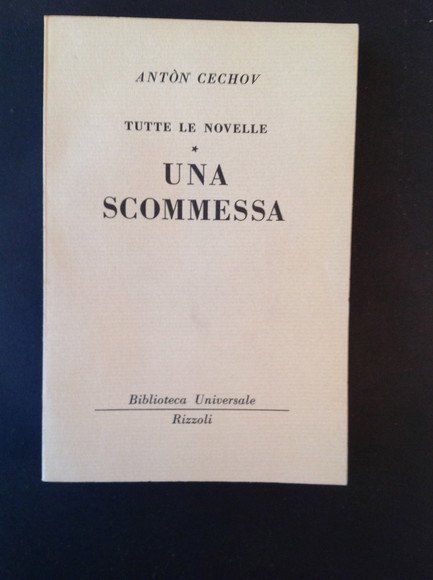 ANTÒN CECHOV
TUTTE LE NOVELLE
*
UNA
SCOMMESSA
Biblioteca Universale
Rizzoli